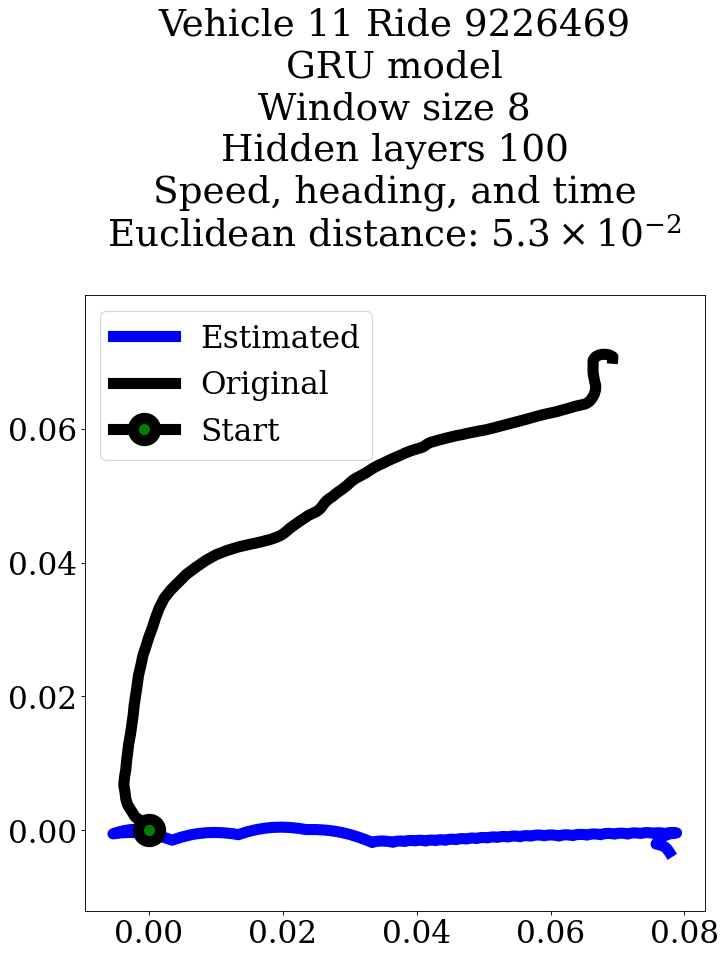 Vehicle 11 Ride 9226469
GRU model
Window size 8
Hidden layers 100
Speed, heading, and time
Euclidean distance: 5.3 × 10⁻²
Estimated
Original
Start
0.06
0.04
0.02
0.00
0.00 0.02 0.04 0.06 0.08